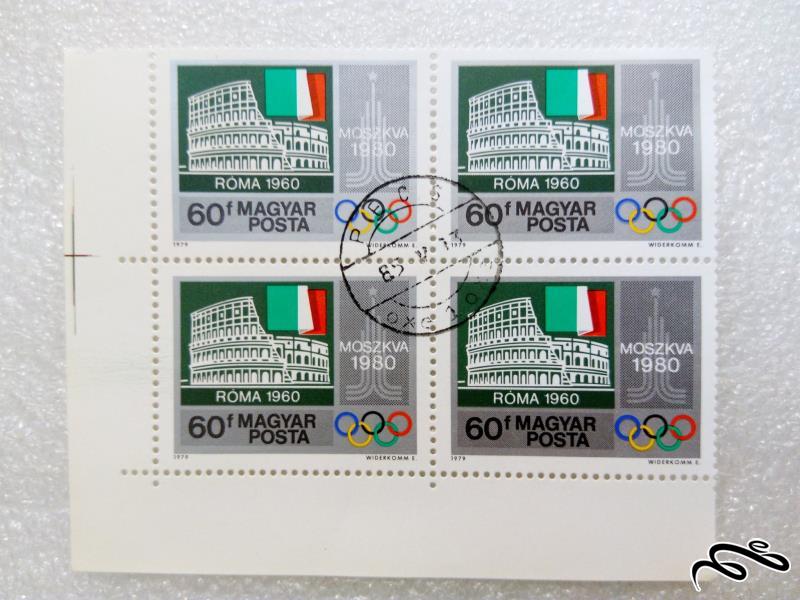 MOSZKVA
1980
RÓMA 1960
60f MAGYAR
POSTA
1979 WIDERKOMM E.
MOSZKVA
1980
RÓMA 1960
60f MAGYAR
POSTA
1979 WIDERKOMM E.
MOSZKVA
1980
RÓMA 1960
60f MAGYAR
POSTA
1979 WIDERKOMM E.
MOSZKVA
1980
RÓMA 1960
60f MAGYAR
POSTA
1979 WIDERKOMM E.